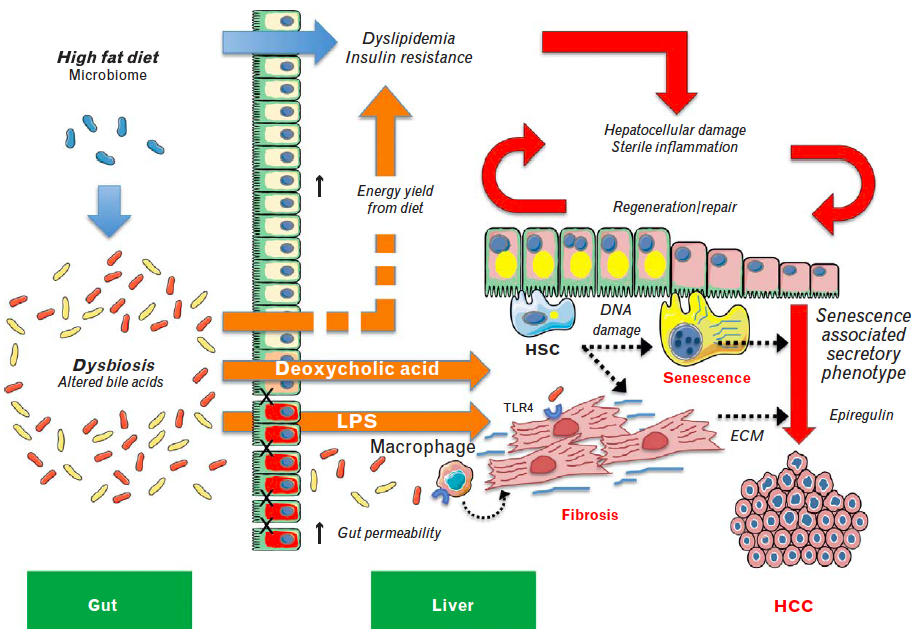 High fat diet
Microbiome
Dyslipidemia
Insulin resistance
Hepatocellular damage
Sterile inflammation
Energy yield
from diet
Regeneration/repair
Dysbiosis
Altered bile acids
Deoxycholic acid
LPS
Macrophage
Gut permeability
HSC
DNA
damage
Senescence
TLR4
Fibrosis
ECM
Senescence
associated
secretory
phenotype
Epiregulin
Gut
Liver
HCC